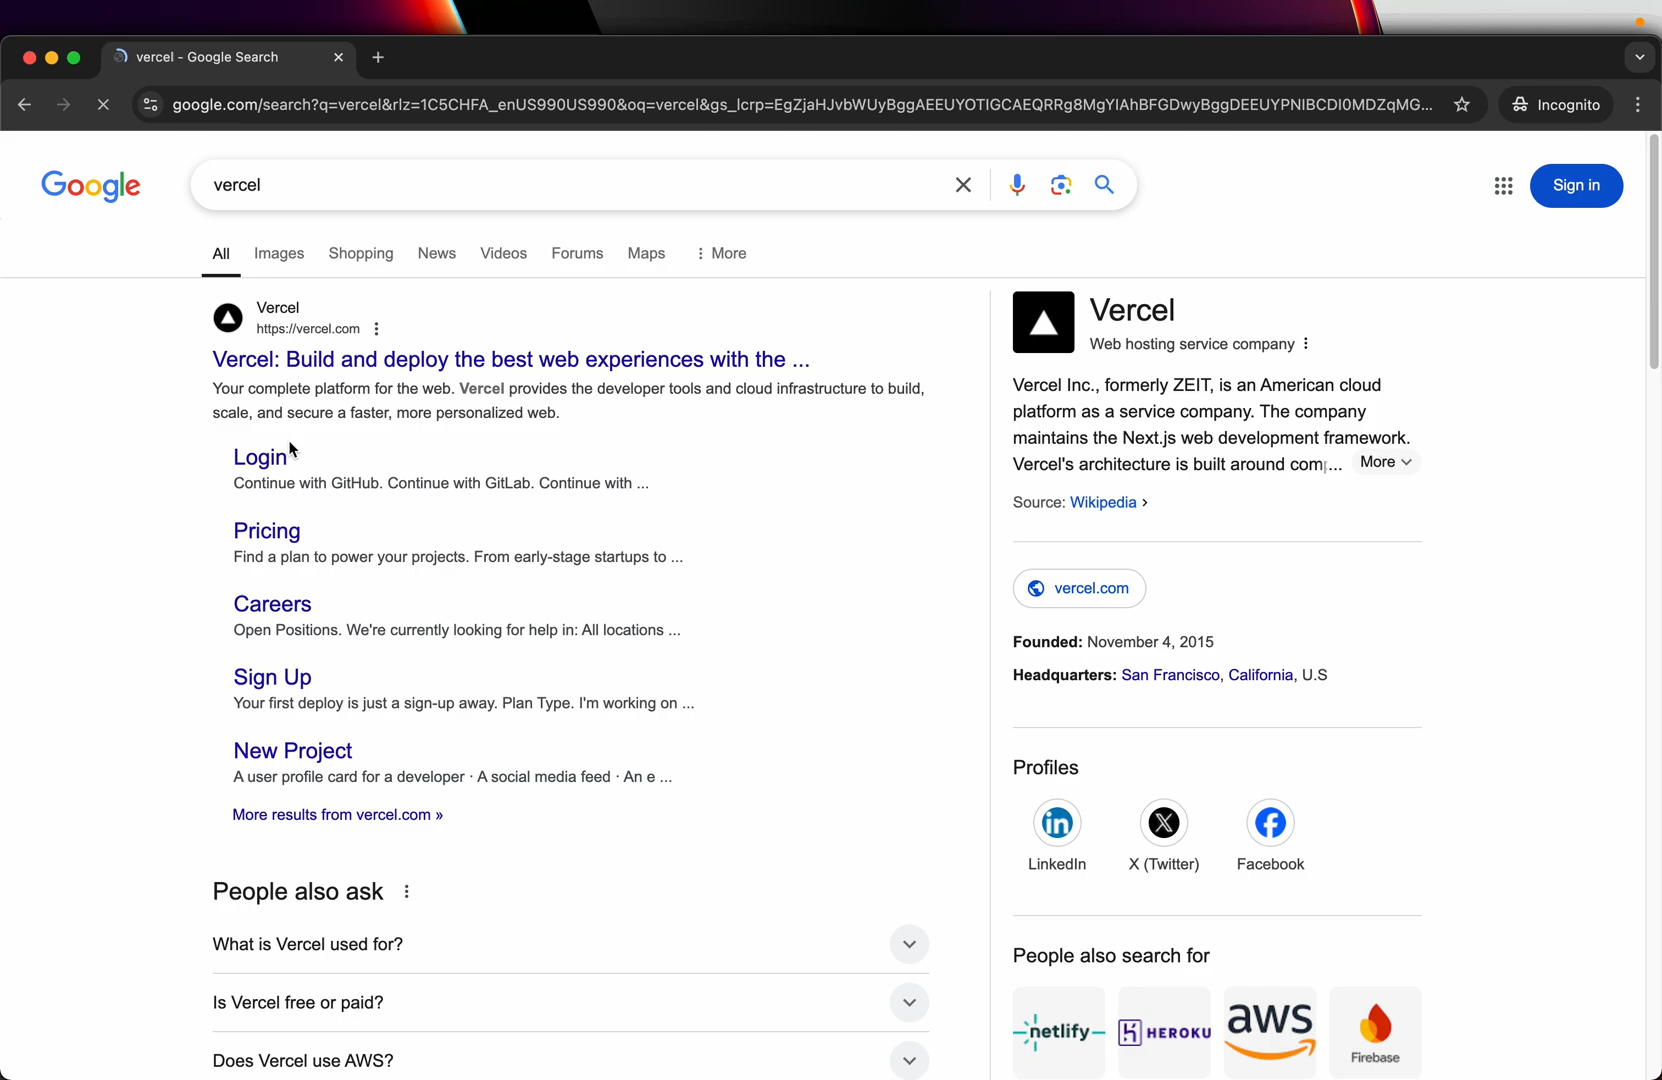 vercel - Google Search
google.com/search?q=vercel&rlz=1C5CHFA_enUS990US990&oq=vercel&gs_lcrp=EgZjaHJvbWUyBggAEEUYOTIGCAEQRRg8MgYIAhBFGDwyBggDEEUYPNIBCDI0MDZqMG...
Incognito
Google
vercel
Sign in
All Images Shopping News Videos Forums Maps More
Vercel
https://vercel.com
Vercel: Build and deploy the best web experiences with the ...
Your complete platform for the web. Vercel provides the developer tools and cloud infrastructure to build,
scale, and secure a faster, more personalized web.
Login
Continue with GitHub. Continue with GitLab. Continue with ...
Pricing
Find a plan to power your projects. From early-stage startups to ...
Careers
Open Positions. We're currently looking for help in: All locations ...
Sign Up
Your first deploy is just a sign-up away. Plan Type. I'm working on ...
New Project
A user profile card for a developer · A social media feed · An e ...
More results from vercel.com »
People also ask
What is Vercel used for?
Is Vercel free or paid?
Does Vercel use AWS?
Vercel
Web hosting service company
Vercel Inc., formerly ZEIT, is an American cloud
platform as a service company. The company
maintains the Next.js web development framework.
Vercel's architecture is built around com... More
Source: Wikipedia ›
vercel.com
Founded: November 4, 2015
Headquarters: San Francisco, California, U.S
Profiles
LinkedIn X (Twitter) Facebook
People also search for
netlify HEROKU aws Firebase